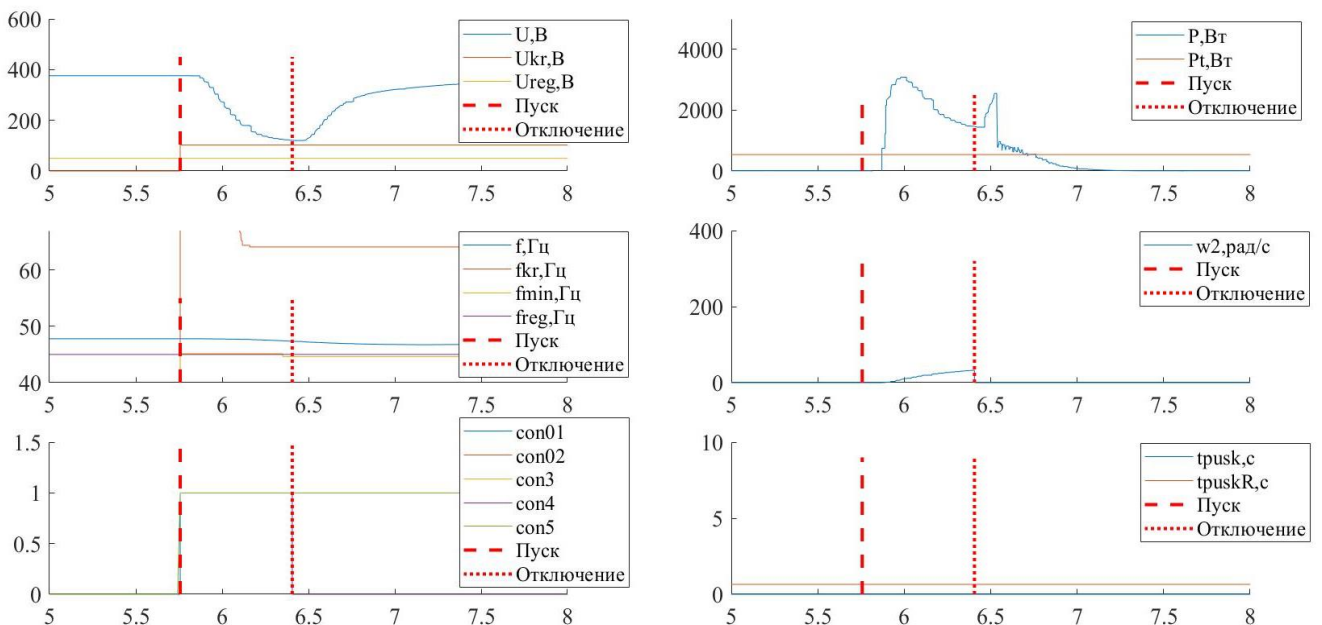 600
400
200
0
5
5.5
6
6.5
7
7.5
8
U,В
Ukr,В
Ureg,В
Пуск
Отключение
4000
2000
0
5
5.5
6
6.5
7
7.5
8
P,Вт
Pt,Вт
Пуск
Отключение
60
50
40
5
5.5
6
6.5
7
7.5
8
f,Гц
fkr,Гц
fmin,Гц
freg,Гц
Пуск
Отключение
400
200
0
5
5.5
6
6.5
7
7.5
8
w2,рад/с
Пуск
Отключение
1.5
1
0.5
0
5
5.5
6
6.5
7
7.5
8
con01
con02
con3
con4
con5
Пуск
Отключение
10
5
0
5
5.5
6
6.5
7
7.5
8
tpusk,с
tpuskR,с
Пуск
Отключение